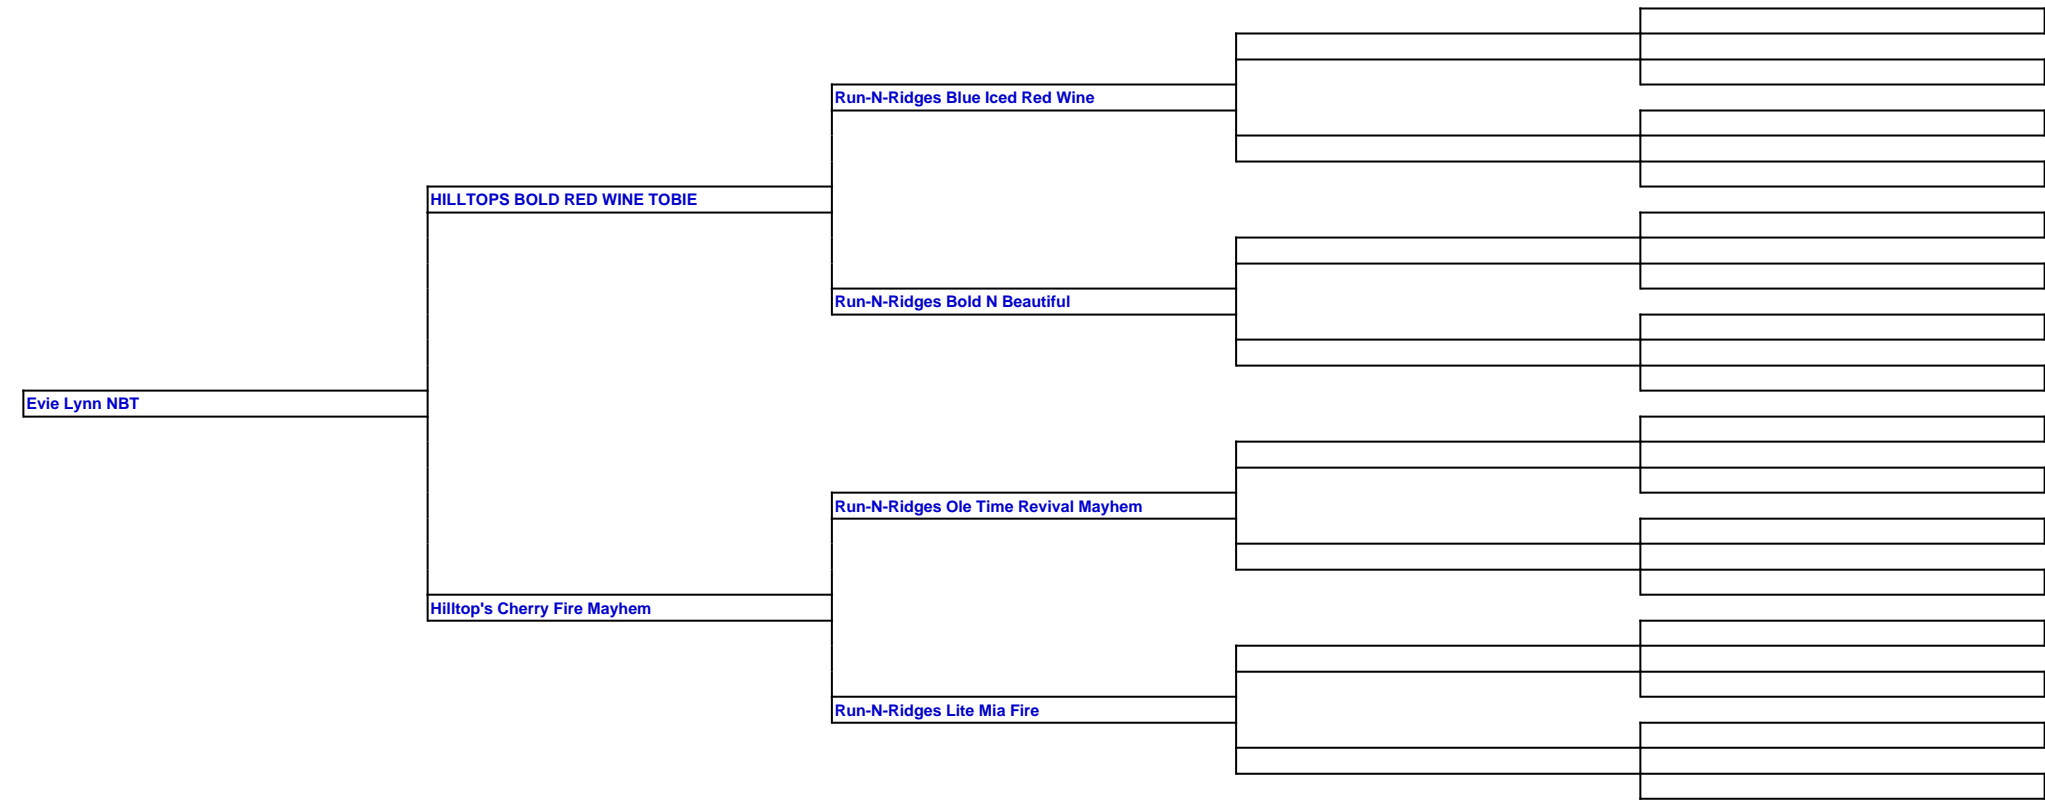 Run-N-Ridges Blue Iced Red Wine
HILLTOPS BOLD RED WINE TOBIE
Run-N-Ridges Bold N Beautiful
Evie Lynn NBT
Run-N-Ridges Ole Time Revival Mayhem
Hilltop's Cherry Fire Mayhem
Run-N-Ridges Lite Mia Fire